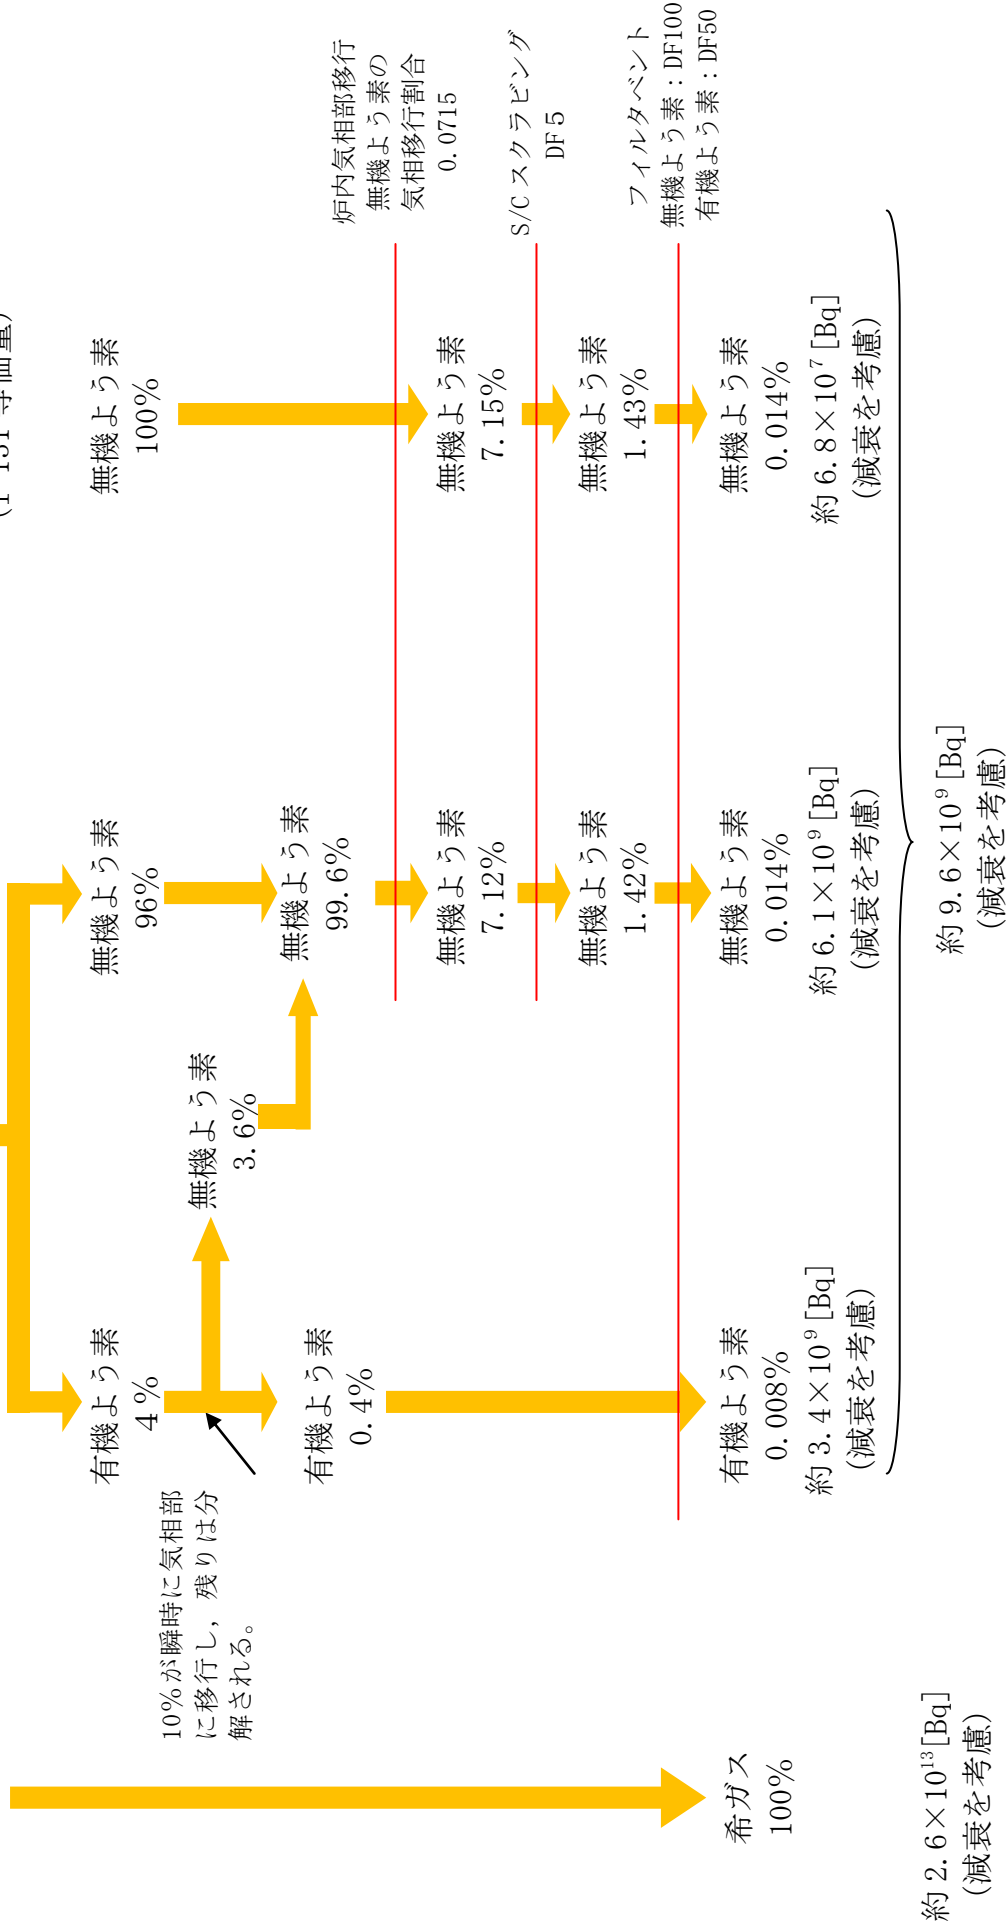 (I-131 等価量)
無機よう素
100%
無機よう素
96%
有機よう素
4%
無機よう素
3.6%
10%が瞬時に気相部
に移行し，残りは分
解される。
無機よう素
99.6%
有機よう素
0.4%
炉内気相部移行
無機よう素の
気相移行割合
0.0715
無機よう素
7.12%
無機よう素
7.15%
S/C スクラビング
DF5
無機よう素
1.42%
無機よう素
1.43%
フィルタベント
無機よう素：DF100
有機よう素：DF50
希ガス
100%
有機よう素
0.008%
約 3.4×10⁹[Bq]
(減衰を考慮)
無機よう素
0.014%
約 6.1×10⁹[Bq]
(減衰を考慮)
無機よう素
0.014%
約 6.8×10⁷[Bq]
(減衰を考慮)
約 2.6×10¹³[Bq]
(減衰を考慮)
約 9.6×10⁹[Bq]
(減衰を考慮)